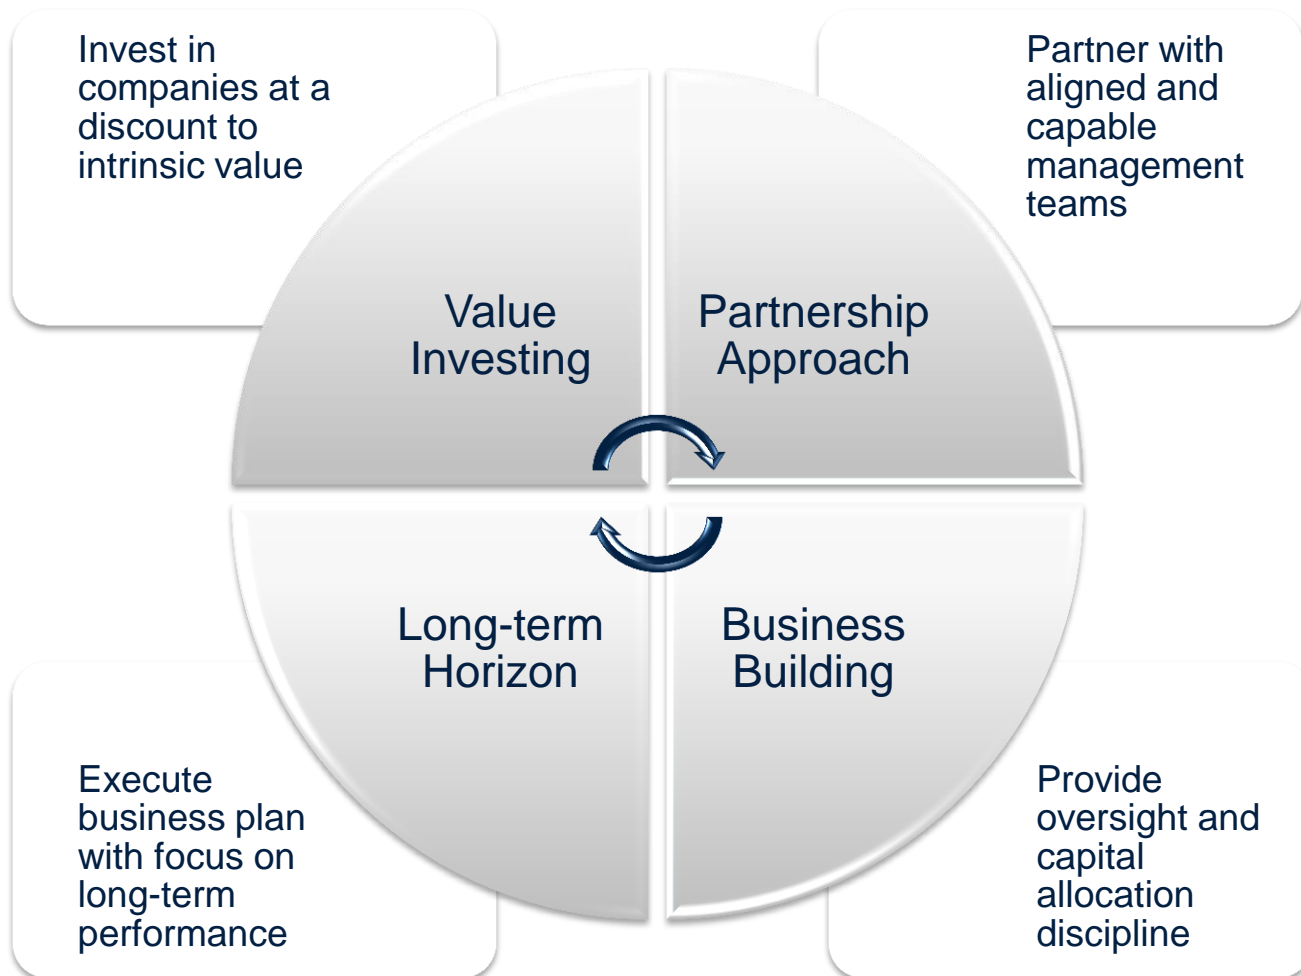 Invest in
companies at a
discount to
intrinsic value
Partner with
aligned and
capable
management
teams
Value
Investing
Partnership
Approach
Long-term
Horizon
Business
Building
Execute
business plan
with focus on
long-term
performance
Provide
oversight and
capital
allocation
discipline